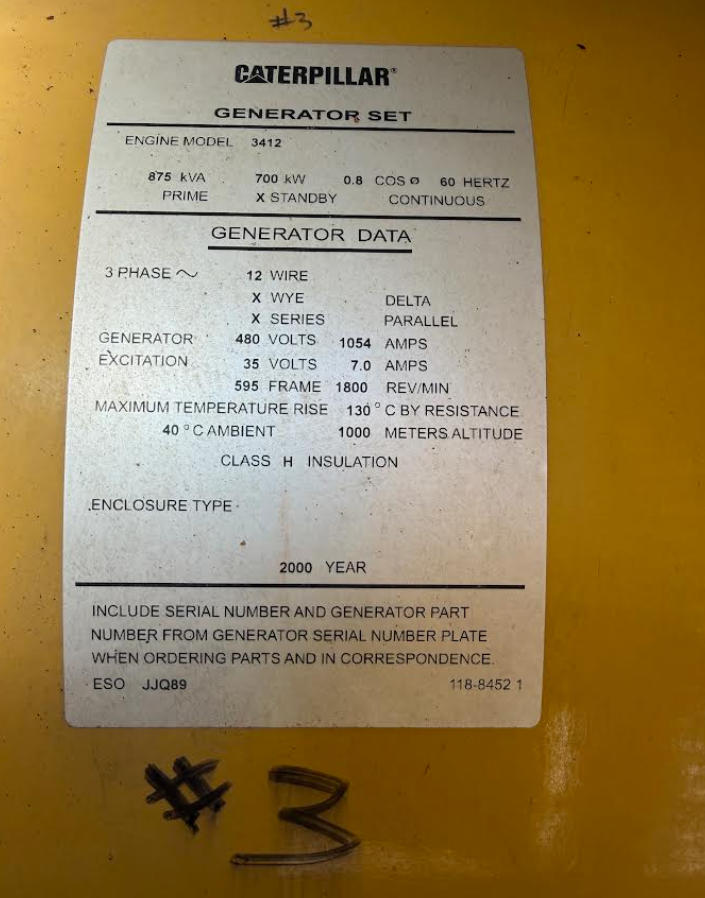 #3
CATERPILLAR®
GENERATOR SET
ENGINE MODEL 3412
875 kVA 700 kW 0.8 COS Ø 60 HERTZ
PRIME X STANDBY CONTINUOUS
GENERATOR DATA
3 PHASE ~ 12 WIRE
X WYE DELTA
X SERIES PARALLEL
GENERATOR 480 VOLTS 1054 AMPS
EXCITATION 35 VOLTS 7.0 AMPS
595 FRAME 1800 REV/MIN
MAXIMUM TEMPERATURE RISE 130 °C BY RESISTANCE
40 °C AMBIENT 1000 METERS ALTITUDE
CLASS H INSULATION
ENCLOSURE TYPE
2000 YEAR
INCLUDE SERIAL NUMBER AND GENERATOR PART
NUMBER FROM GENERATOR SERIAL NUMBER PLATE
WHEN ORDERING PARTS AND IN CORRESPONDENCE.
ESO JJQ89 118-8452 1
#3